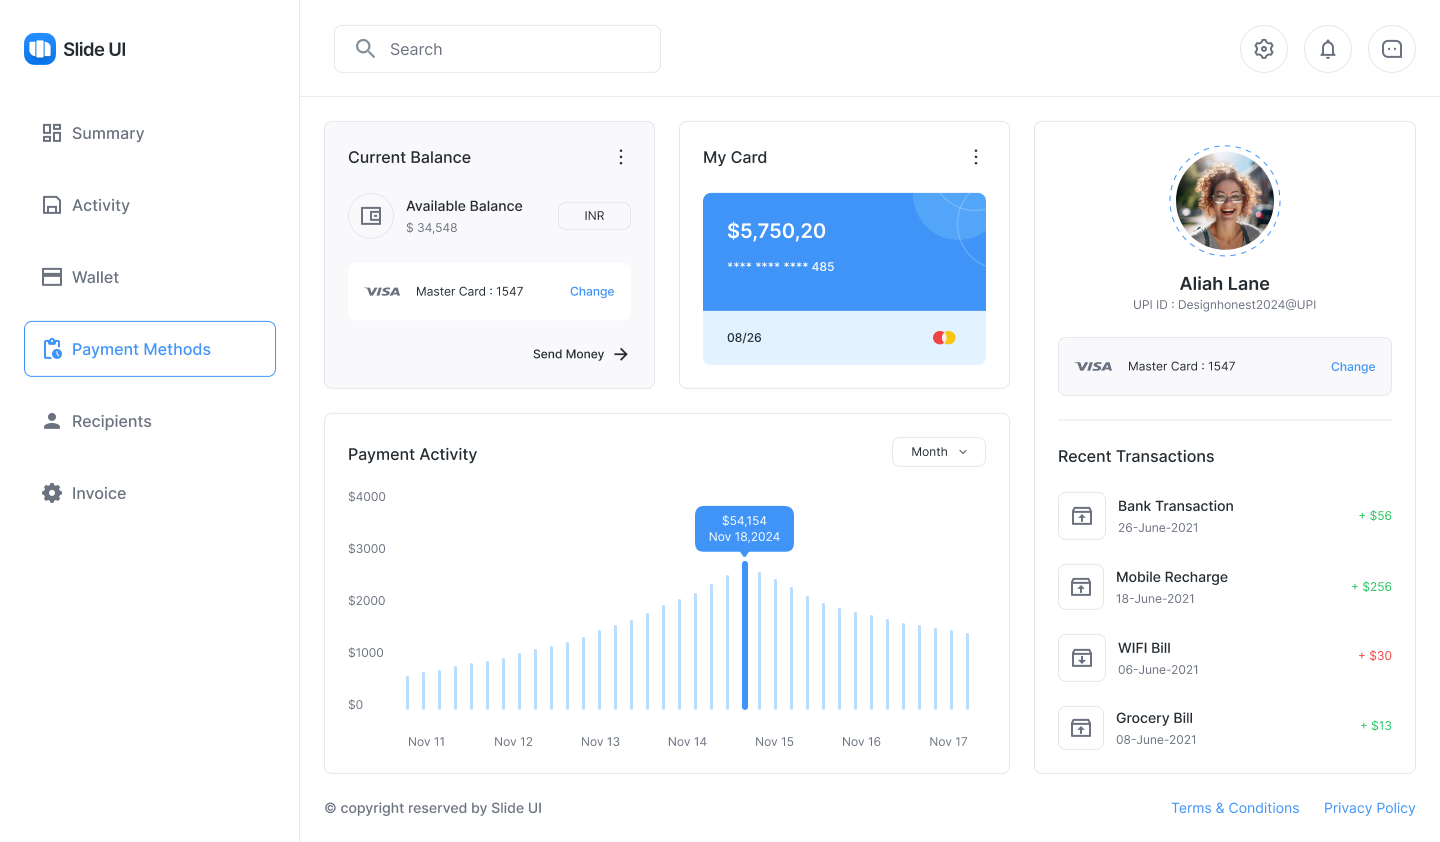 Slide UI
Search
Summary
Activity
Wallet
Payment Methods
Recipients
Invoice
Current Balance
Available Balance
$ 34,548
INR
VISA Master Card : 1547 Change
Send Money
My Card
$5,750,20
**** **** **** 485
08/26
Payment Activity
Month
$4000
$3000
$2000
$1000
$0
$54,154
Nov 18,2024
Nov 11 Nov 12 Nov 13 Nov 14 Nov 15 Nov 16 Nov 17
Aliah Lane
UPI ID : Designhonest2024@UPI
VISA Master Card : 1547 Change
Recent Transactions
Bank Transaction
26-June-2021
+ $56
Mobile Recharge
18-June-2021
+ $256
WIFI Bill
06-June-2021
+ $30
Grocery Bill
08-June-2021
+ $13
© copyright reserved by Slide UI
Terms & Conditions Privacy Policy